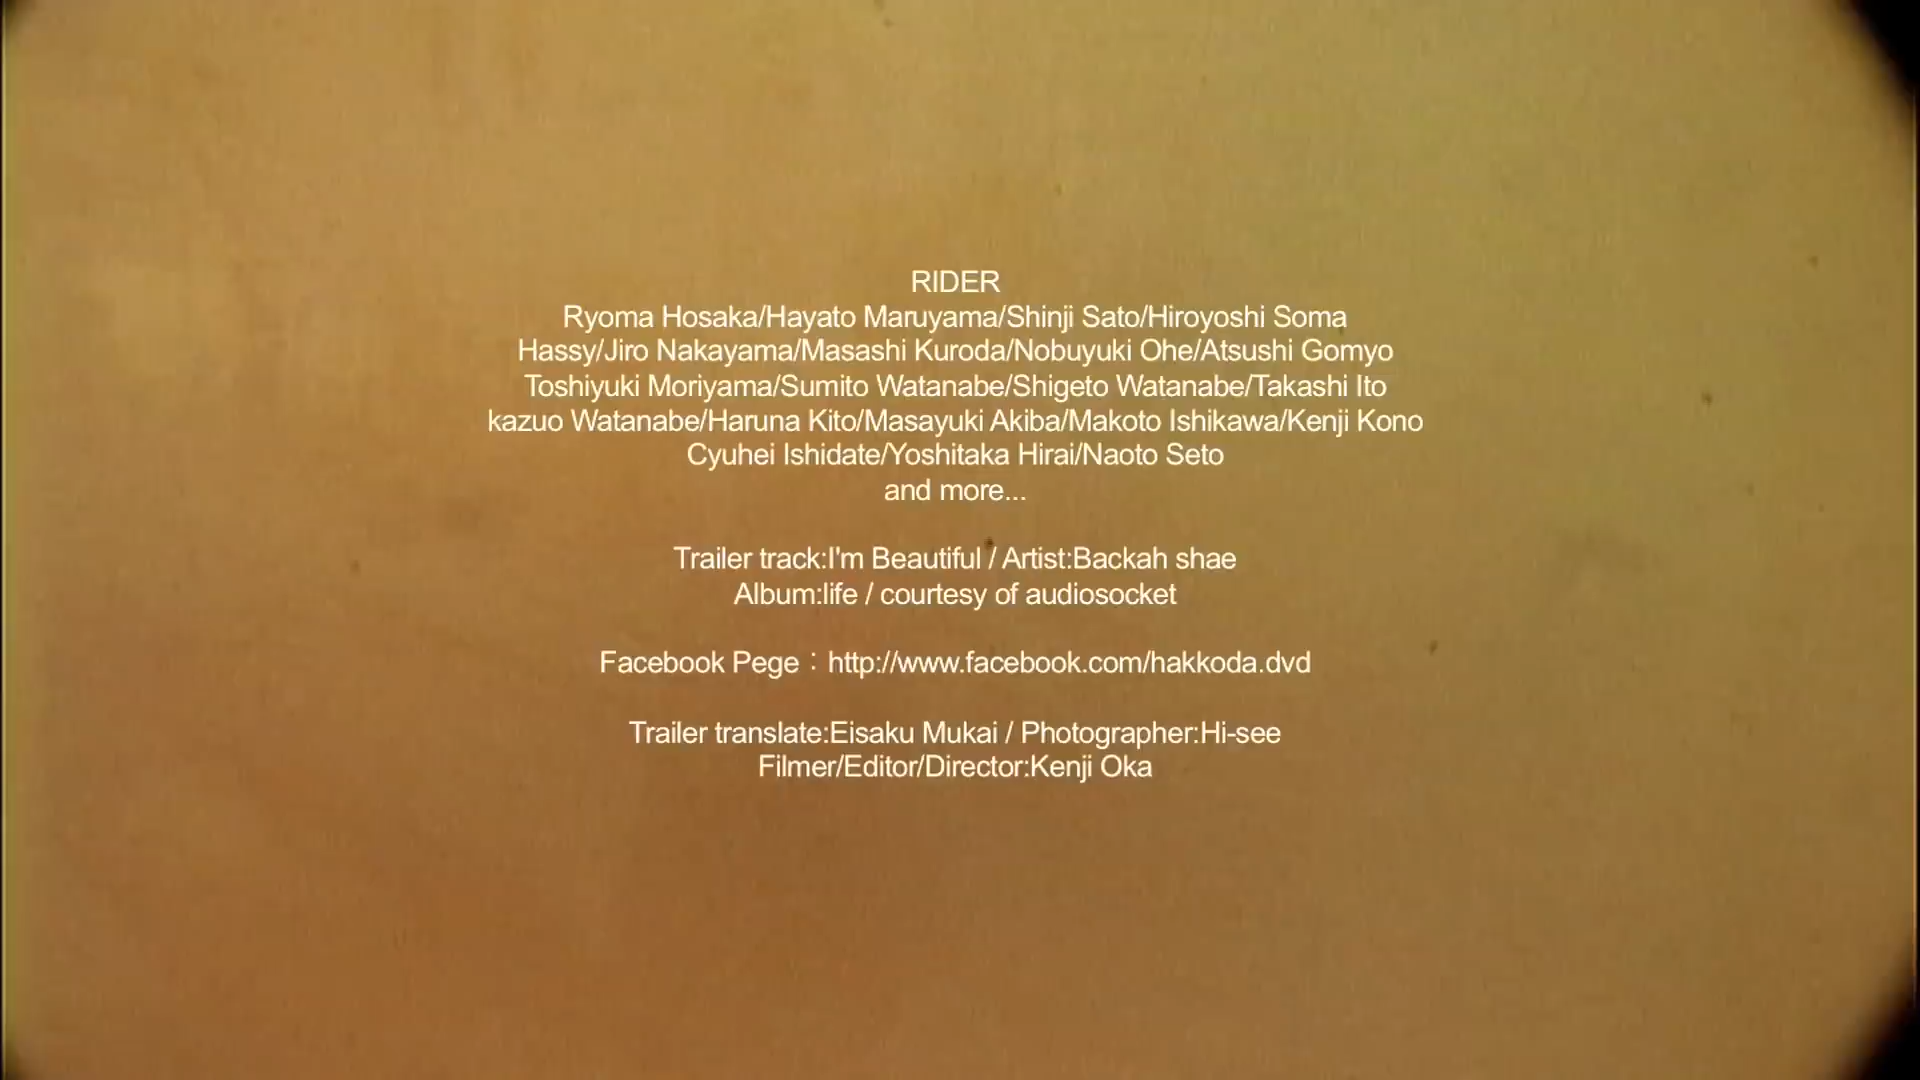 RIDER
Ryoma Hosaka/Hayato Maruyama/Shinji Sato/Hiroyoshi Soma
Hassy/Jiro Nakayama/Masashi Kuroda/Nobuyuki Ohe/Atsushi Gomyo
Toshiyuki Moriyama/Sumito Watanabe/Shigeto Watanabe/Takashi Ito
kazuo Watanabe/Haruna Kito/Masayuki Akiba/Makoto Ishikawa/Kenji Kono
Cyuhei Ishidate/Yoshitaka Hirai/Naoto Seto
and more...
Trailer track:I'm Beautiful / Artist:Backah shae
Album:life / courtesy of audiosocket
Facebook Pege：http://www.facebook.com/hakkoda.dvd
Trailer translate:Eisaku Mukai / Photographer:Hi-see
Filmer/Editor/Director:Kenji Oka